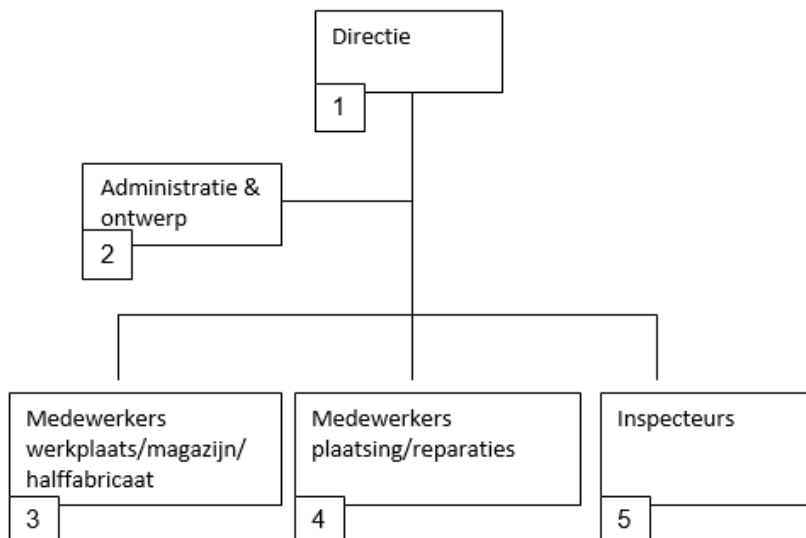 Directie
1
Administratie &
ontwerp
2
Medewerkers
werkplaats/magazijn/
halffabricaat
3
Medewerkers
plaatsing/reparaties
4
Inspecteurs
5